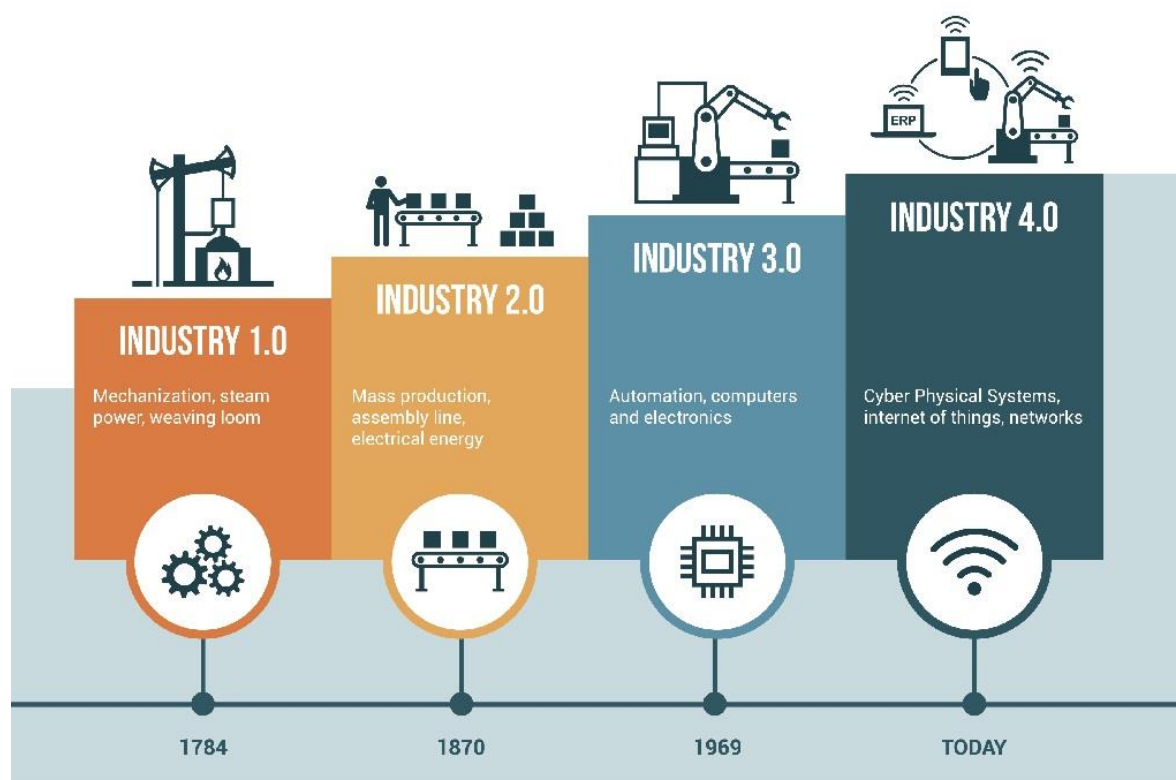 ERP
INDUSTRY 1.0
Mechanization, steam
power, weaving loom
INDUSTRY 2.0
Mass production,
assembly line,
electrical energy
INDUSTRY 3.0
Automation, computers
and electronics
INDUSTRY 4.0
Cyber Physical Systems,
internet of things, networks
1784
1870
1969
TODAY